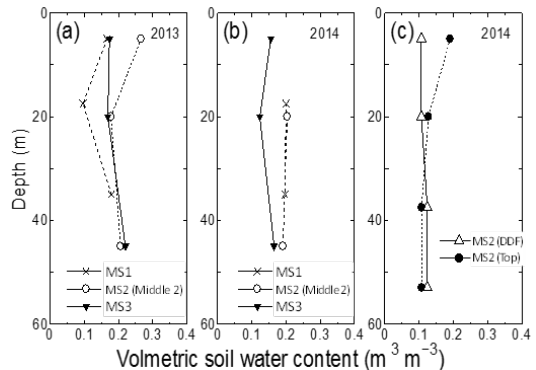 (a) 2013
(b) 2014
(c) 2014
Depth (m)
0
20
40
60
MS1
MS2 (Middle 2)
MS3
MS1
MS2 (Middle2)
MS3
MS2 (DDF)
MS2 (Top)
0 0.1 0.2 0.3 0.4 0 0.1 0.2 0.3 0.4 0 0.1 0.2 0.3 0.4
Volmetric soil water content (m³ m⁻³)